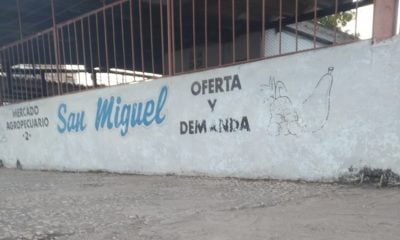 MERCADO
AGROPECUARIO
San Miguel
OFERTA
Y
DEMANDA